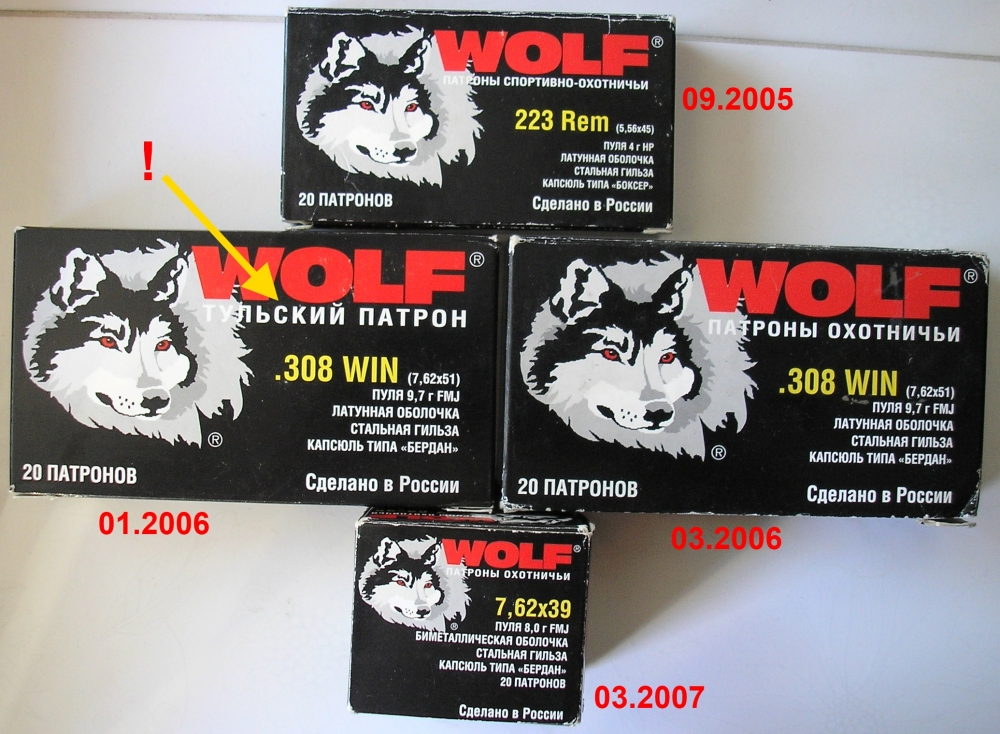 WOLF®
ПАТРОНЫ СПОРТИВНО-ОХОТНИЧЬИ
223 Rem (5,56x45)
ПУЛЯ 4 г HP
ЛАТУННАЯ ОБОЛОЧКА
СТАЛЬНАЯ ГИЛЬЗА
КАПСЮЛЬ ТИПА «БОКСЕР»
20 ПАТРОНОВ
Сделано в России
09.2005
!
WOLF®
ТУЛЬСКИЙ ПАТРОН
.308 WIN (7,62x51)
ПУЛЯ 9,7 г FMJ
ЛАТУННАЯ ОБОЛОЧКА
СТАЛЬНАЯ ГИЛЬЗА
КАПСЮЛЬ ТИПА «БЕРДАН»
®
20 ПАТРОНОВ
Сделано в России
01.2006
WOLF®
ПАТРОНЫ ОХОТНИЧЬИ
.308 WIN (7,62x51)
ПУЛЯ 9,7 г FMJ
ЛАТУННАЯ ОБОЛОЧКА
СТАЛЬНАЯ ГИЛЬЗА
КАПСЮЛЬ ТИПА «БЕРДАН»
®
20 ПАТРОНОВ
Сделано в России
03.2006
WOLF®
ПАТРОНЫ ОХОТНИЧЬИ
7,62x39
ПУЛЯ 8,0 г FMJ
®
БИМЕТАЛЛИЧЕСКАЯ ОБОЛОЧКА
СТАЛЬНАЯ ГИЛЬЗА
КАПСЮЛЬ ТИПА «БЕРДАН»
20 ПАТРОНОВ
Сделано в России
03.2007